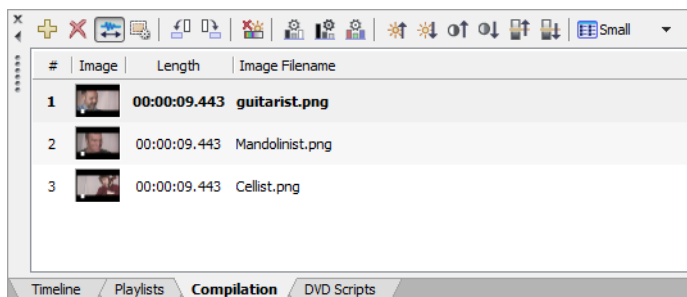 Small
# Image Length Image Filename
1 00:00:09.443 guitarist.png
2 00:00:09.443 Mandolinist.png
3 00:00:09.443 Cellist.png
Timeline Playlists Compilation DVD Scripts